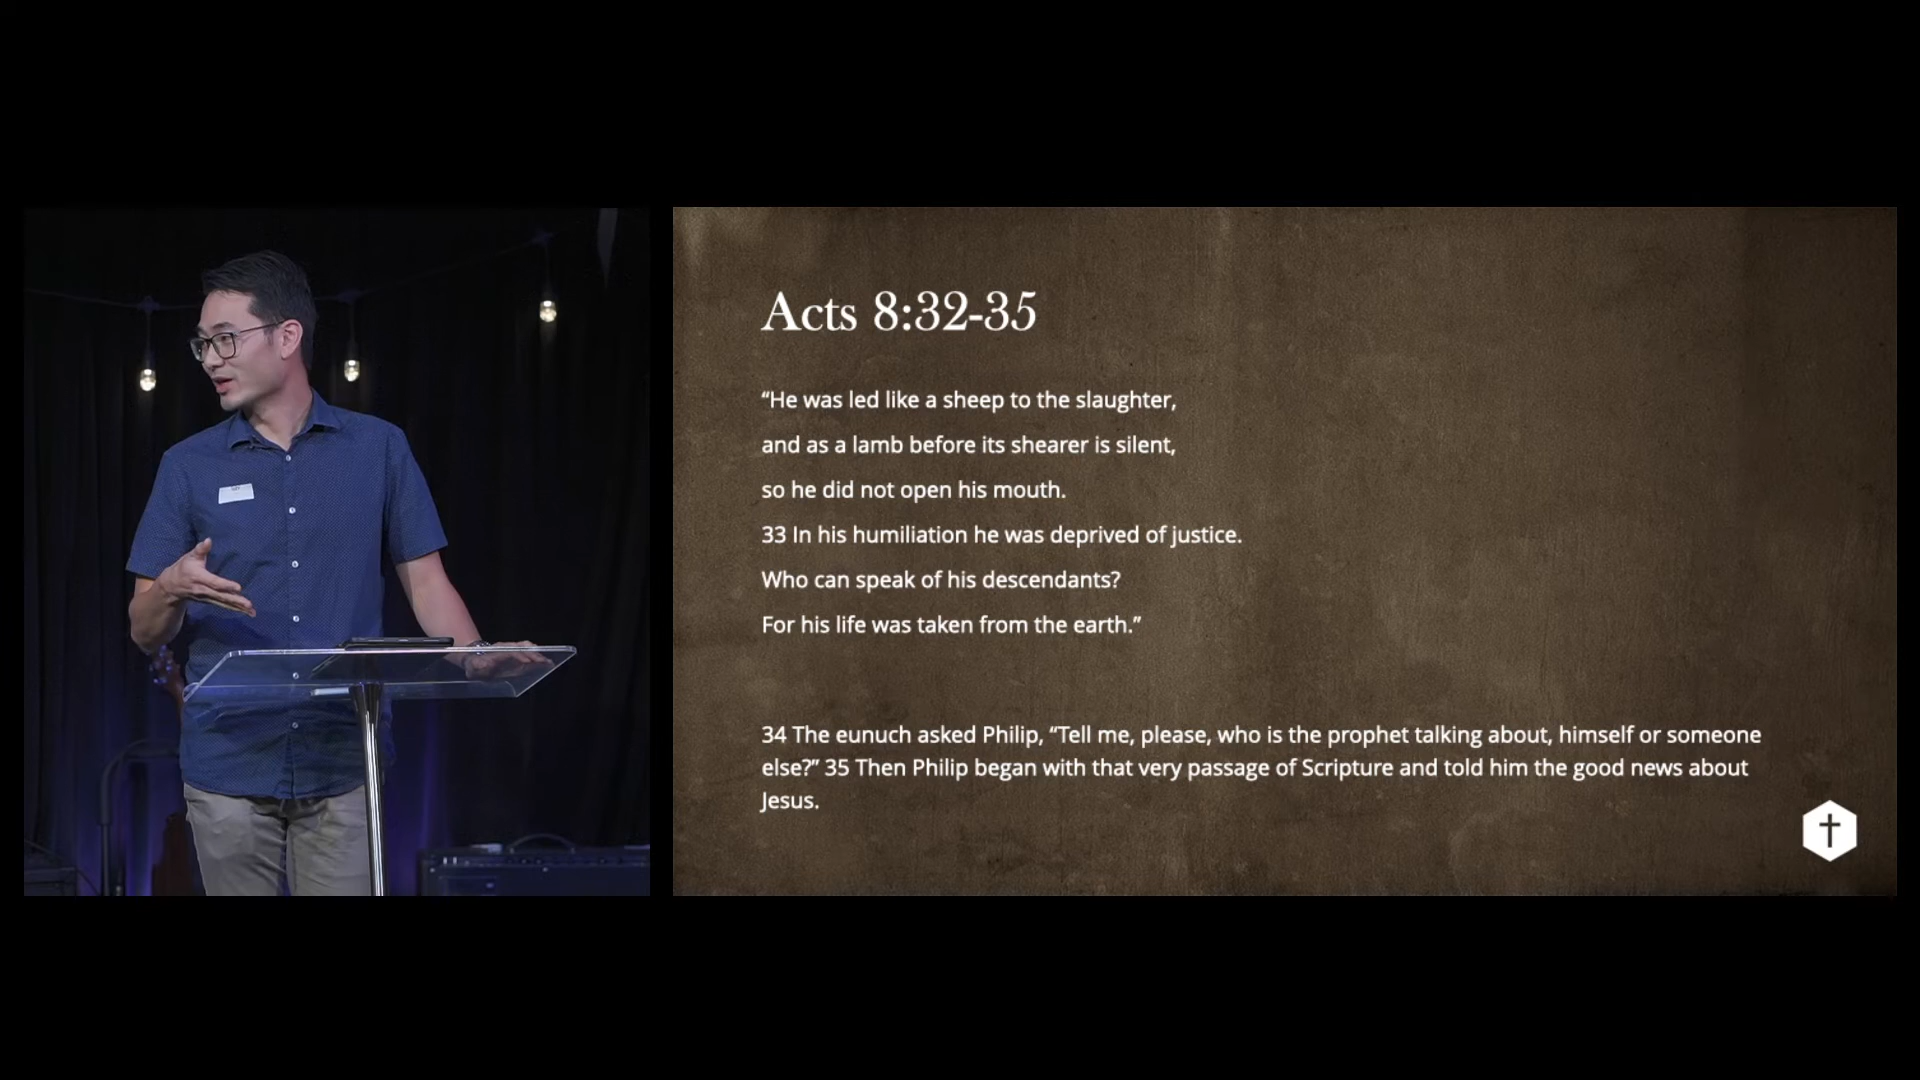 Acts 8:32-35
“He was led like a sheep to the slaughter,
and as a lamb before its shearer is silent,
so he did not open his mouth.
33 In his humiliation he was deprived of justice.
Who can speak of his descendants?
For his life was taken from the earth.”
34 The eunuch asked Philip, “Tell me, please, who is the prophet talking about, himself or someone
else?” 35 Then Philip began with that very passage of Scripture and told him the good news about
Jesus.